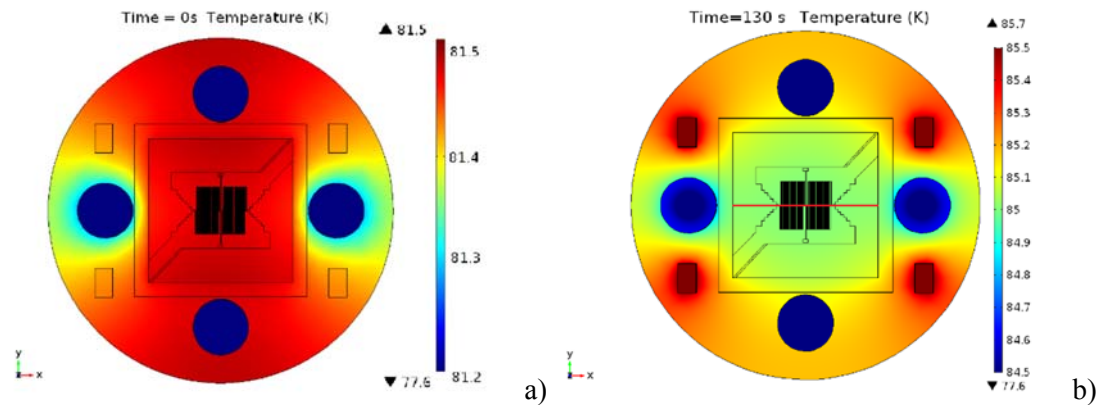 Time = 0s Temperature (K)
▲ 81.5
81.5
81.4
81.3
81.2
▼ 77.6
y
x
a)
Time=130 s Temperature (K)
▲ 85.7
85.5
85.4
85.3
85.2
85.1
85
84.9
84.8
84.7
84.6
84.5
▼ 77.6
y
x
b)